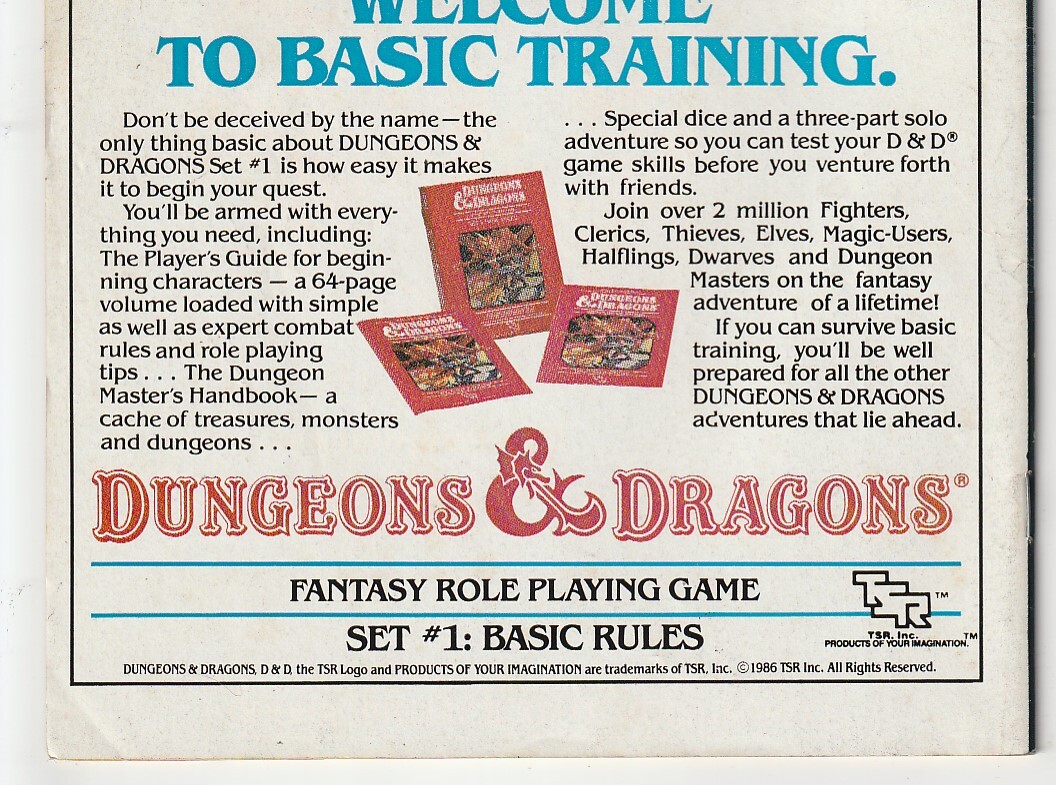 WELCOME
TO BASIC TRAINING.
Don't be deceived by the name—the
only thing basic about DUNGEONS &
DRAGONS Set #1 is how easy it makes
it to begin your quest.
You'll be armed with every-
thing you need, including:
The Player's Guide for begin-
ning characters — a 64-page
volume loaded with simple
as well as expert combat
rules and role playing
tips . . . The Dungeon
Master's Handbook— a
cache of treasures, monsters
and dungeons . . .
DUNGEONS
& DRAGONS
DUNGEONS
& DRAGONS
DUNGEONS
& DRAGONS
. . . Special dice and a three-part solo
adventure so you can test your D & D®
game skills before you venture forth
with friends.
Join over 2 million Fighters,
Clerics, Thieves, Elves, Magic-Users,
Halflings, Dwarves and Dungeon
Masters on the fantasy
adventure of a lifetime!
If you can survive basic
training, you'll be well
prepared for all the other
DUNGEONS & DRAGONS
adventures that lie ahead.
DUNGEONS & DRAGONS®
FANTASY ROLE PLAYING GAME
SET #1: BASIC RULES
TSR ™
TSR, Inc.
PRODUCTS OF YOUR IMAGINATION.™
DUNGEONS & DRAGONS, D & D, the TSR Logo and PRODUCTS OF YOUR IMAGINATION are trademarks of TSR, Inc. ©1986 TSR Inc. All Rights Reserved.